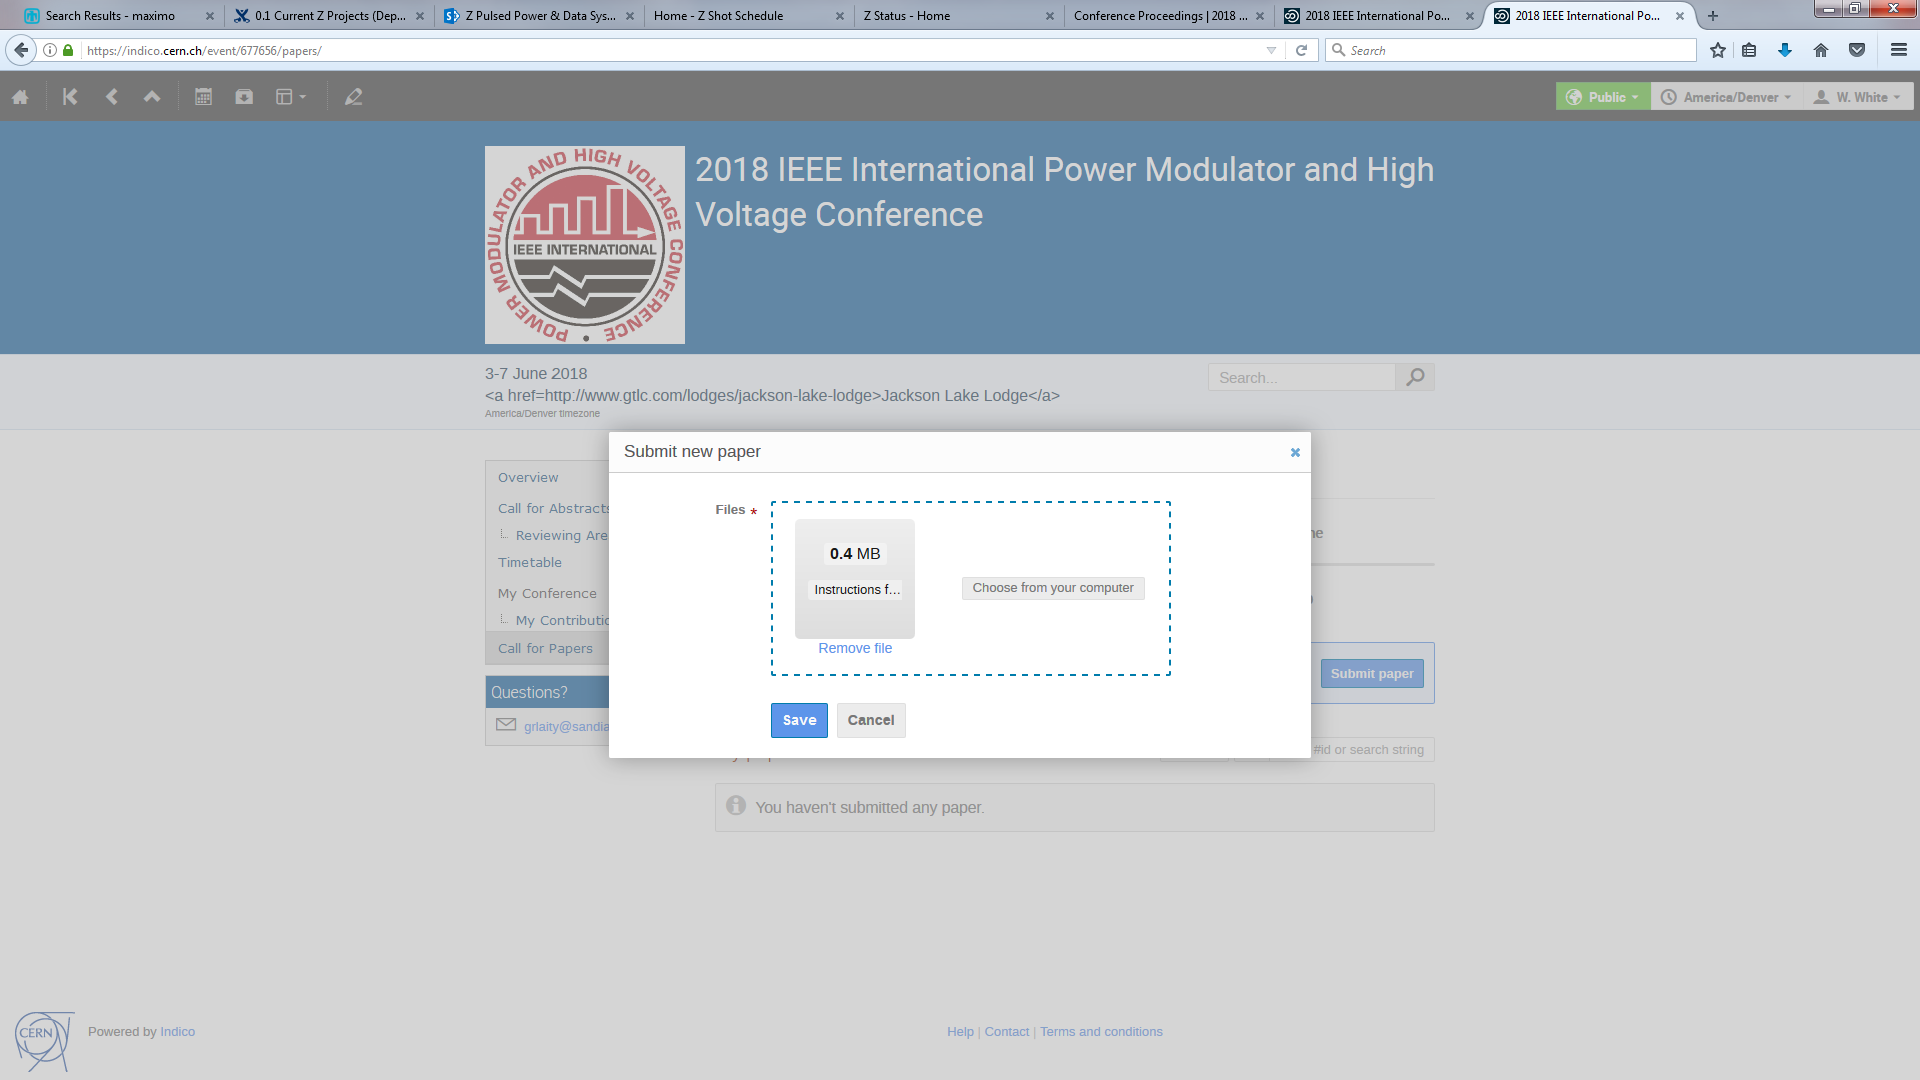 Search Results - maximo
0.1 Current Z Projects (Dep...
Z Pulsed Power & Data Sys...
Home - Z Shot Schedule
Z Status - Home
Conference Proceedings | 2018 ...
2018 IEEE International Po...
2018 IEEE International Po...
https://indico.cern.ch/event/677656/papers/
Search
Public
America/Denver
W. White
POWER MODULATOR AND HIGH VOLTAGE CONFERENCE
IEEE INTERNATIONAL
2018 IEEE International Power Modulator and High
Voltage Conference
3-7 June 2018
<a href=http://www.gtlc.com/lodges/jackson-lake-lodge>Jackson Lake Lodge</a>
America/Denver timezone
Search...
Overview
Call for Abstracts
Reviewing Are
Timetable
My Conference
My Contributio
Call for Papers
Questions?
grlaity@sandia
Submit new paper
Files *
0.4 MB
Instructions f...
Remove file
Choose from your computer
Save
Cancel
Submit paper
#id or search string
You haven't submitted any paper.
CERN
Powered by Indico
Help | Contact | Terms and conditions